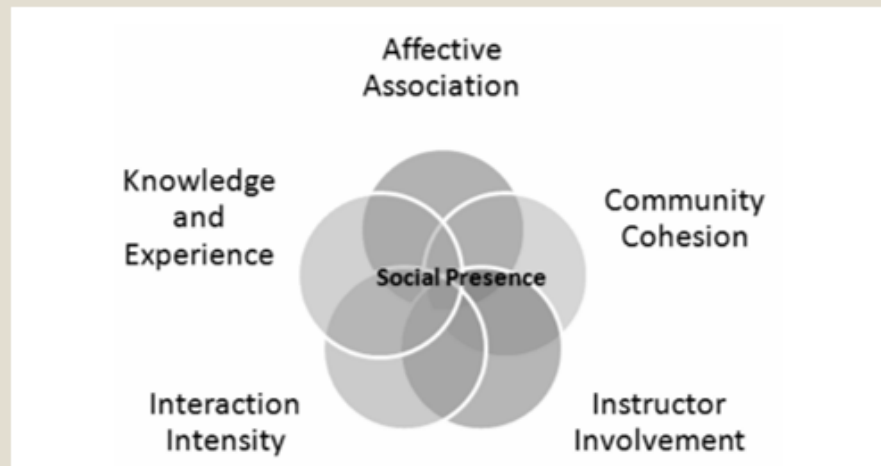 Affective
Association
Knowledge
and
Experience
Community
Cohesion
Social Presence
Interaction
Intensity
Instructor
Involvement